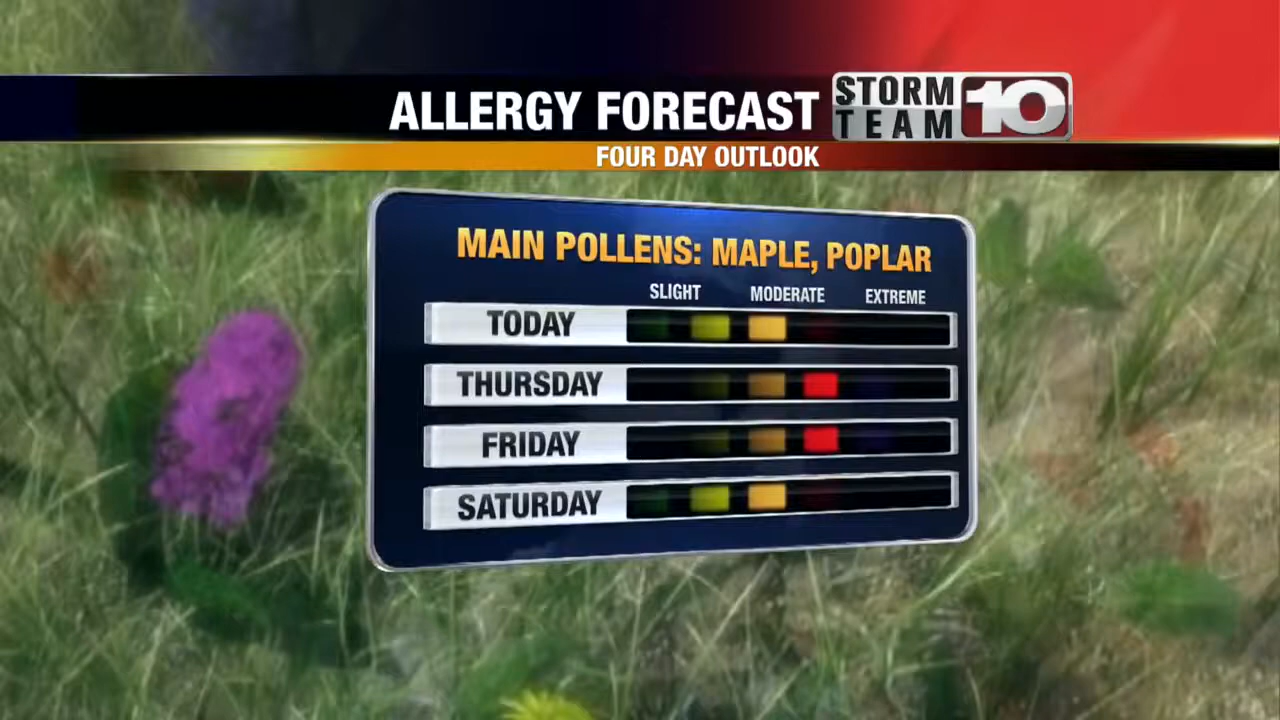 ALLERGY FORECAST
STORM TEAM 10
FOUR DAY OUTLOOK
MAIN POLLENS: MAPLE, POPLAR
SLIGHT MODERATE EXTREME
TODAY
THURSDAY
FRIDAY
SATURDAY